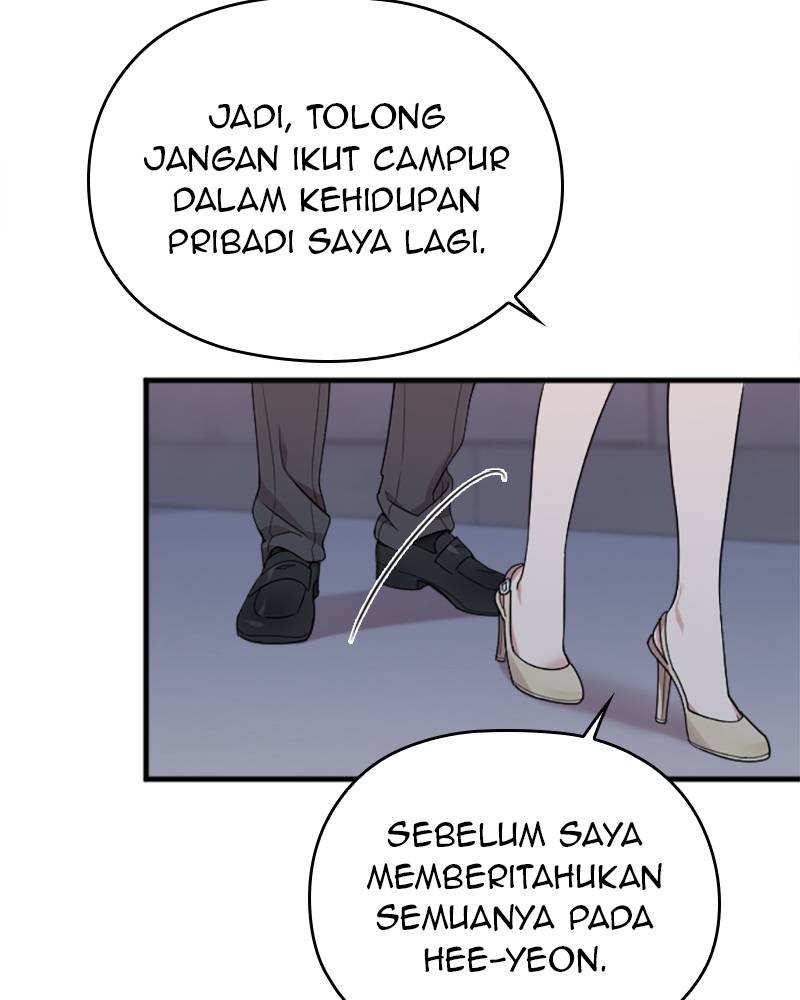 JADI, TOLONG
JANGAN IKUT CAMPUR
DALAM KEHIDUPAN
PRIBADI SAYA LAGI.
SEBELUM SAYA
MEMBERITAHUKAN
SEMUANYA PADA
HEE-YEON.